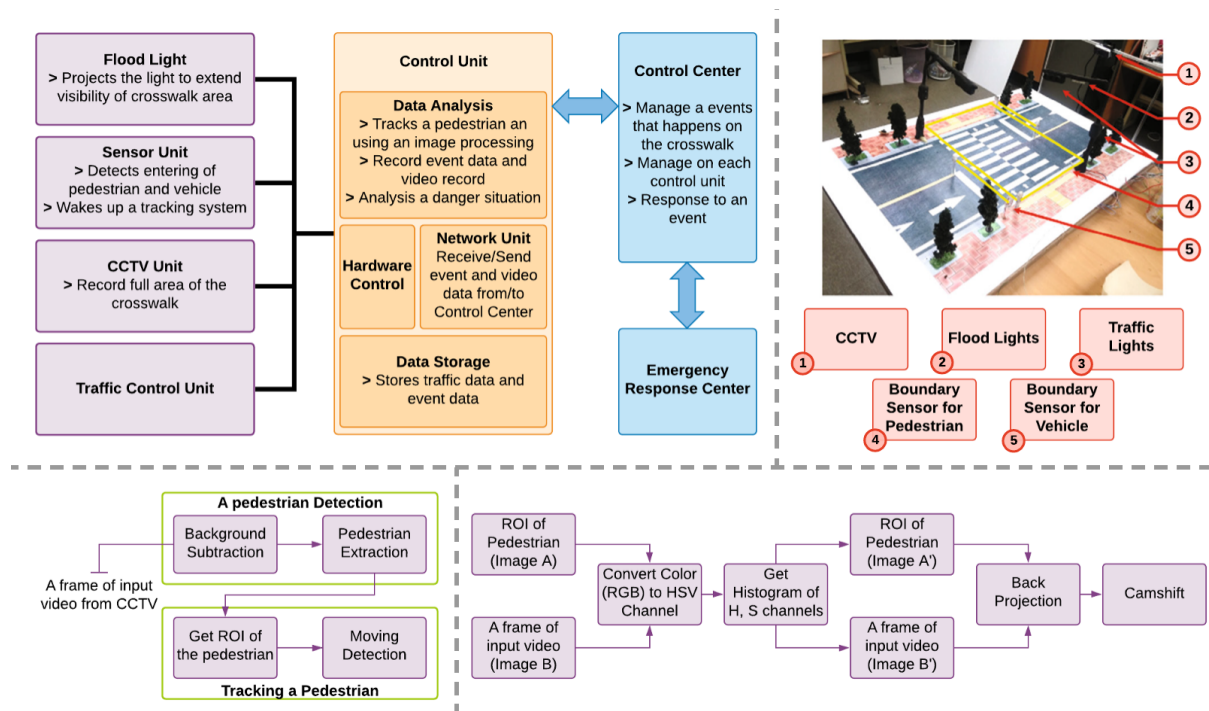 Flood Light
> Projects the light to extend
visibility of crosswalk area
Sensor Unit
> Detects entering of
pedestrian and vehicle
> Wakes up a tracking system
CCTV Unit
> Record full area of the
crosswalk
Traffic Control Unit
Control Unit
Data Analysis
> Tracks a pedestrian an
using an image processing
> Record event data and
video record
> Analysis a danger situation
Hardware
Control
Network Unit
Receive/Send
event and video
data from/to
Control Center
Data Storage
> Stores traffic data and
event data
Control Center
> Manage a events
that happens on
the crosswalk
> Manage on each
control unit
> Response to an
event
Emergency
Response Center
1
2
3
4
5
CCTV
1
Flood Lights
2
Traffic
Lights
3
Boundary
Sensor for
Pedestrian
4
Boundary
Sensor for
Vehicle
5
A pedestrian Detection
Background
Subtraction
Pedestrian
Extraction
A frame of input
video from CCTV
Get ROI of
the pedestrian
Moving
Detection
Tracking a Pedestrian
ROI of
Pedestrian
(Image A)
A frame of
input video
(Image B)
Convert Color
(RGB) to HSV
Channel
Get
Histogram of
H, S channels
ROI of
Pedestrian
(Image A')
A frame of
input video
(Image B')
Back
Projection
Camshift